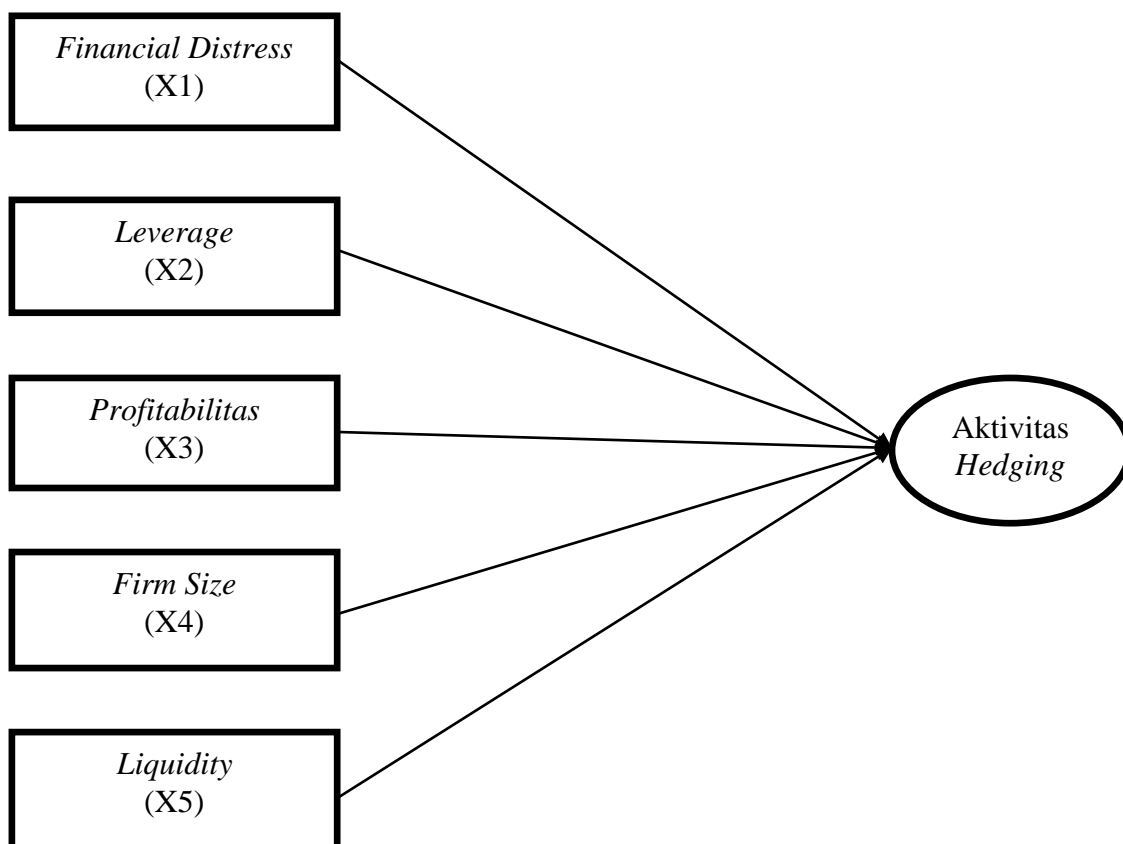 Financial Distress
(X1)
Leverage
(X2)
Profitabilitas
(X3)
Firm Size
(X4)
Liquidity
(X5)
Aktivitas
Hedging